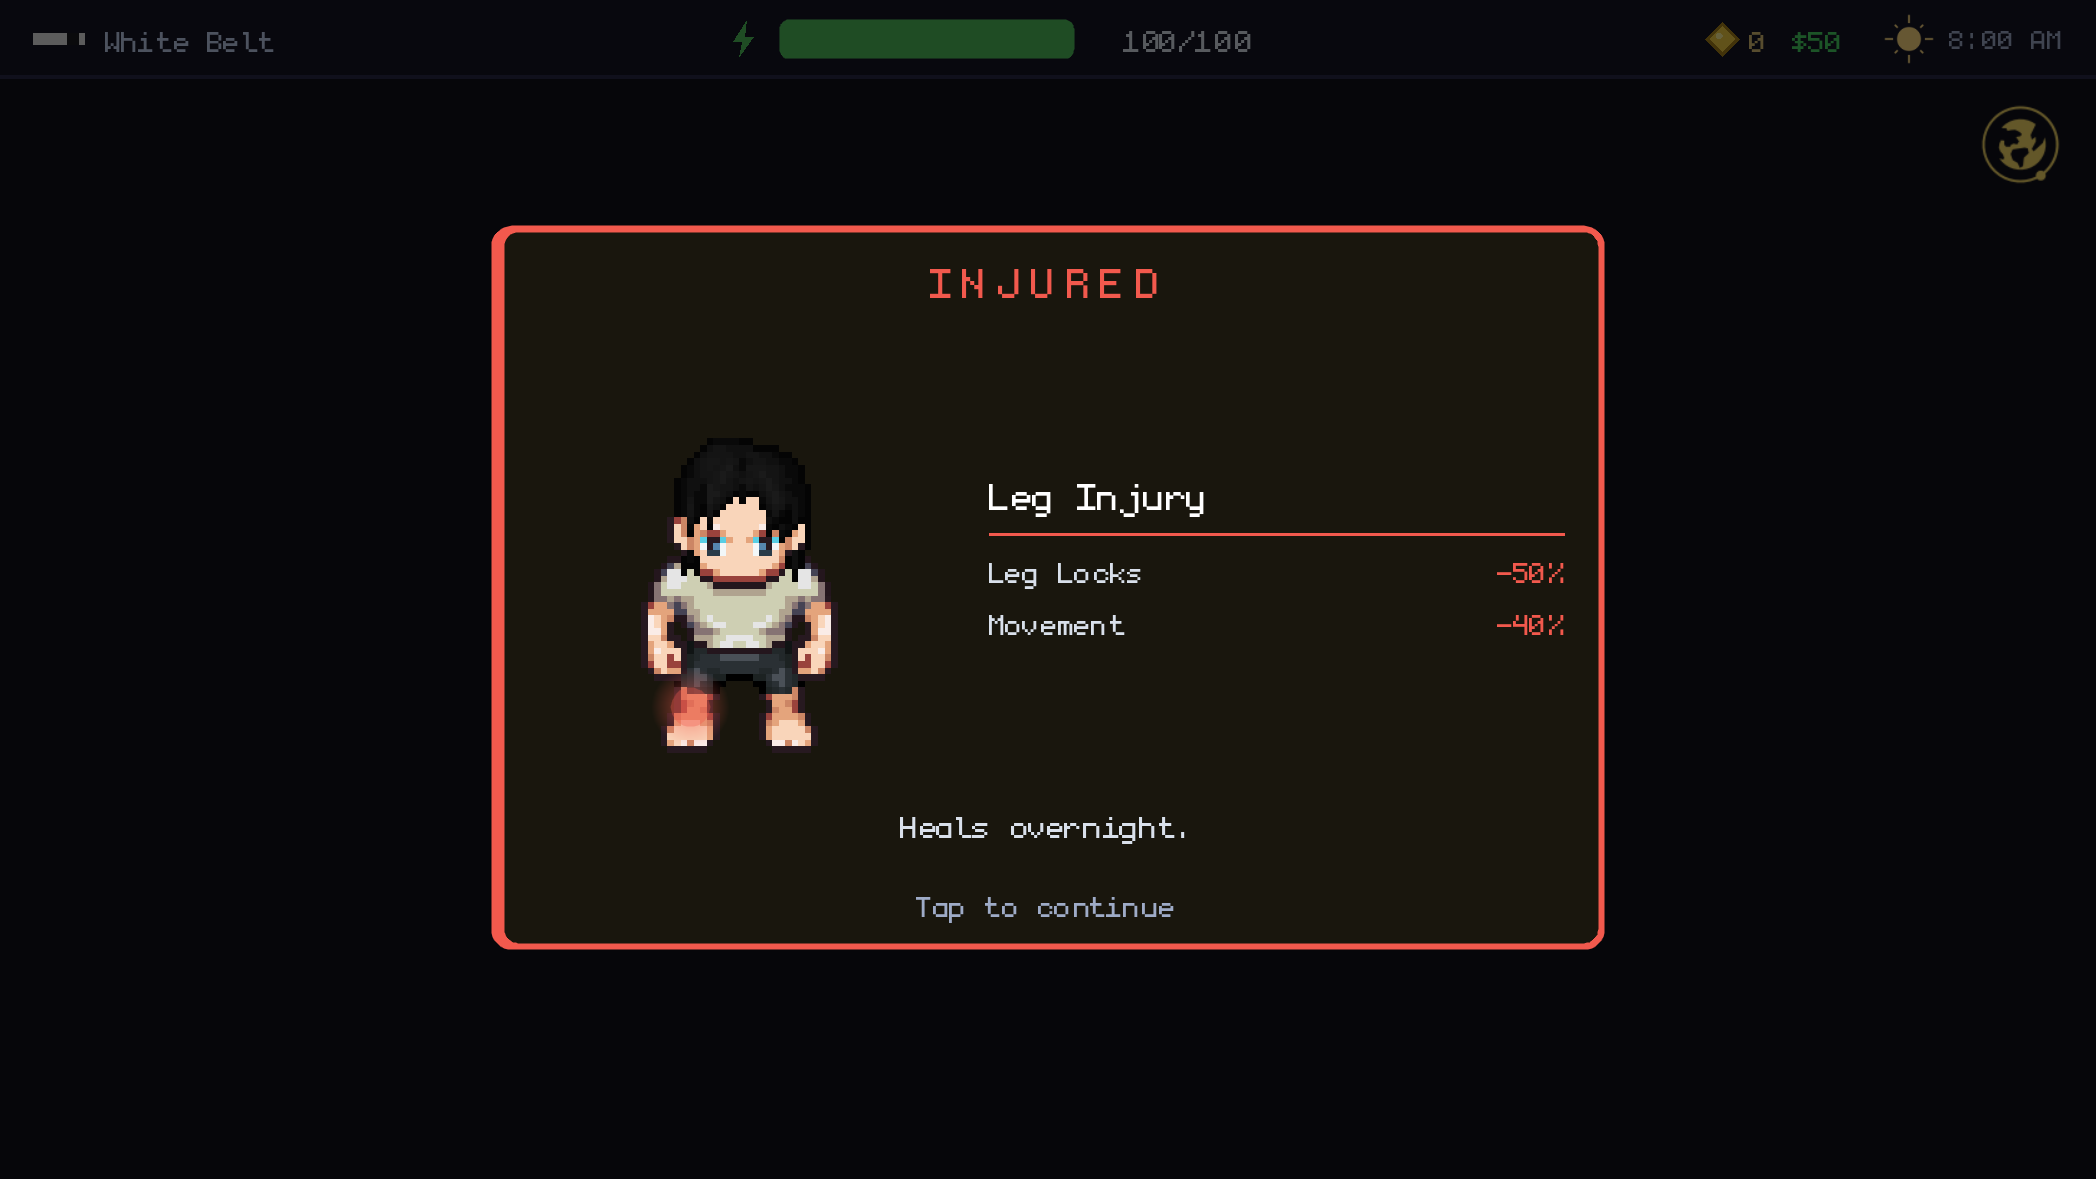 White Belt
100/100
0
$50
8:00 AM
INJURED
Leg Injury
Leg Locks -50%
Movement -40%
Heals overnight.
Tap to continue